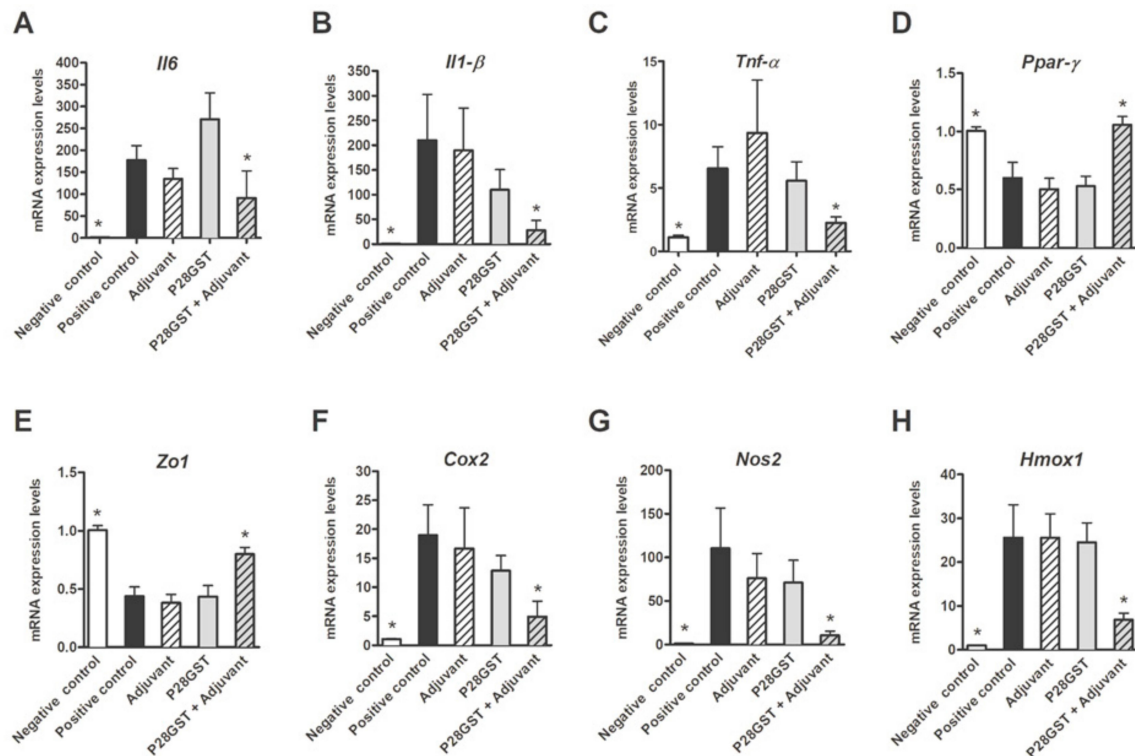 A
Il6
mRNA expression levels
400
350
300
250
200
150
100
50
0
*
*
Negative control
Positive control
Adjuvant
P28GST
P28GST + Adjuvant
B
Il1-β
mRNA expression levels
350
300
250
200
150
100
50
0
*
*
Negative control
Positive control
Adjuvant
P28GST
P28GST + Adjuvant
C
Tnf-α
mRNA expression levels
15
10
5
0
*
*
Negative control
Positive control
Adjuvant
P28GST
P28GST + Adjuvant
D
Ppar-γ
mRNA expression levels
1.5
1.0
0.5
0.0
*
*
Negative control
Positive control
Adjuvant
P28GST
P28GST + Adjuvant
E
Zo1
mRNA expression levels
1.5
1.0
0.5
0.0
*
*
Negative control
Positive control
Adjuvant
P28GST
P28GST + Adjuvant
F
Cox2
mRNA expression levels
30
25
20
15
10
5
0
*
*
Negative control
Positive control
Adjuvant
P28GST
P28GST + Adjuvant
G
Nos2
mRNA expression levels
200
150
100
50
0
*
*
Negative control
Positive control
Adjuvant
P28GST
P28GST + Adjuvant
H
Hmox1
mRNA expression levels
40
30
20
10
0
*
*
Negative control
Positive control
Adjuvant
P28GST
P28GST + Adjuvant